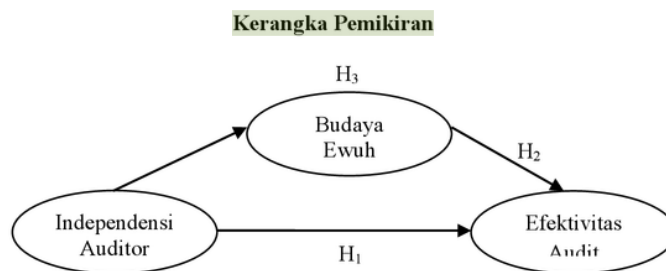 Kerangka Pemikiran
H₃
Budaya
Ewuh
H₂
Independensi
Auditor
Efektivitas
Audit
H₁